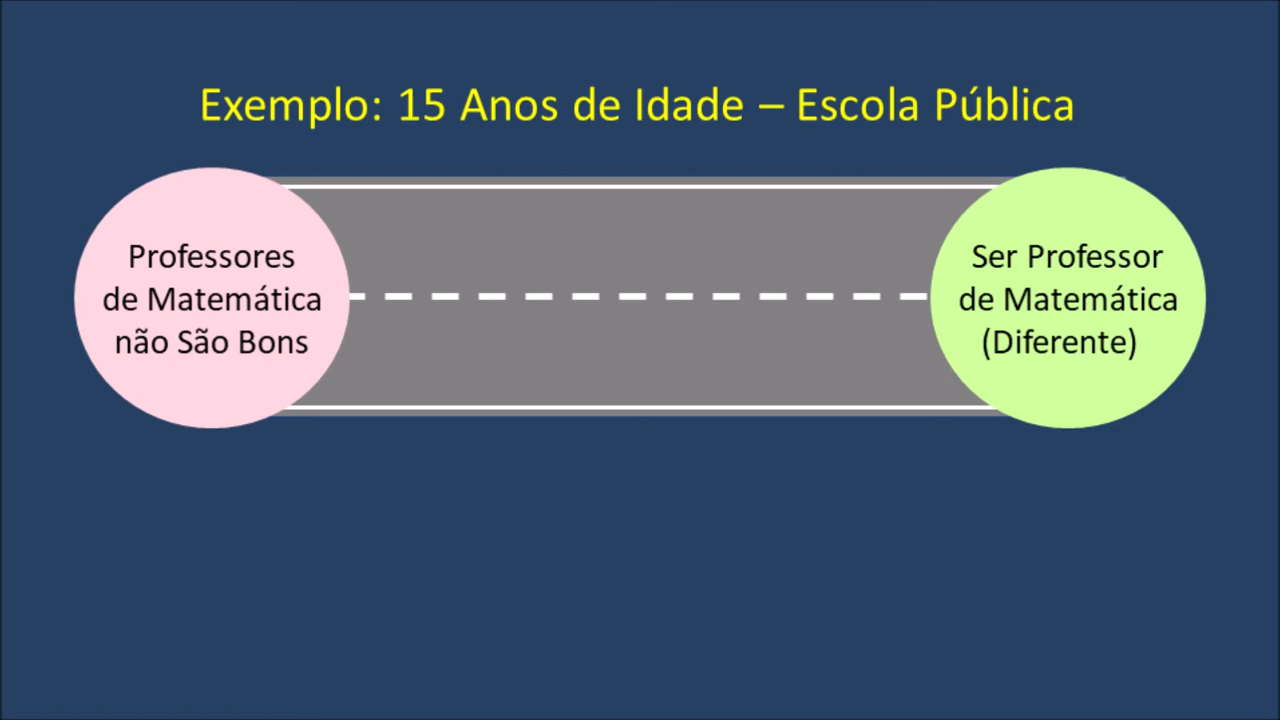 Exemplo: 15 Anos de Idade – Escola Pública
Professores
de Matemática
não São Bons
Ser Professor
de Matemática
(Diferente)